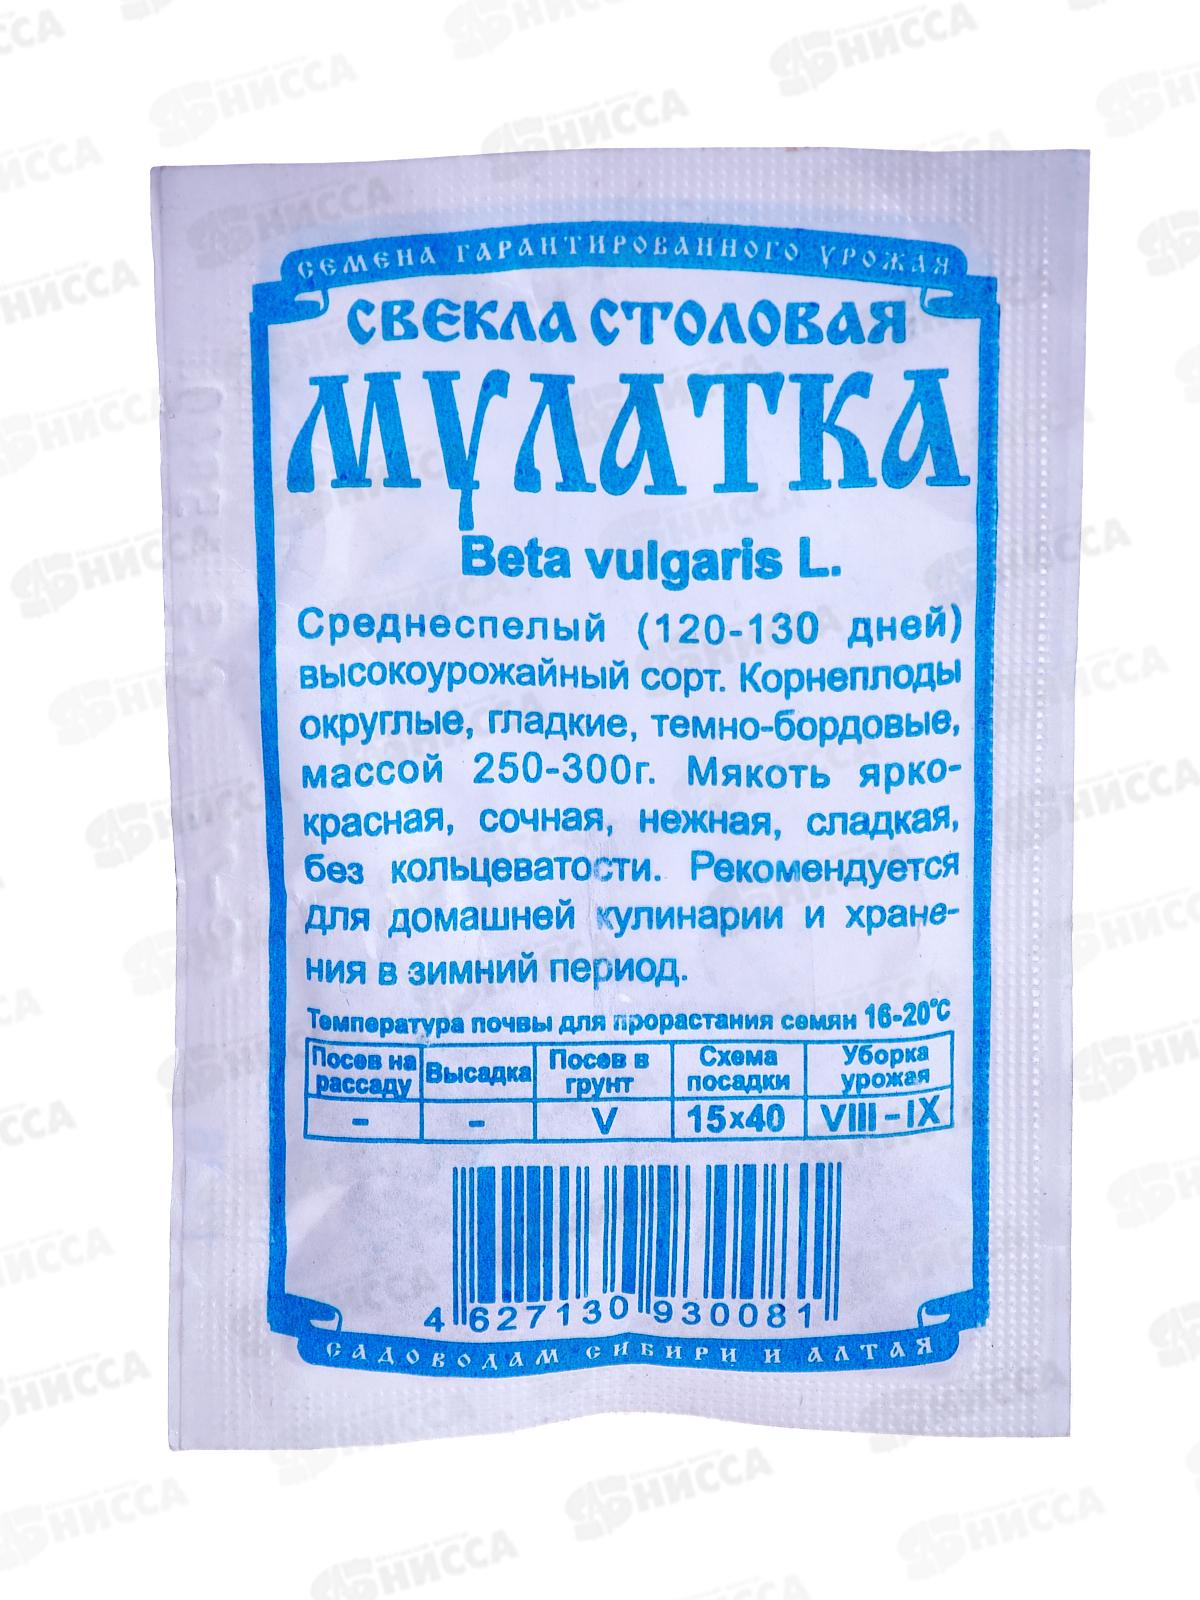 СЕМЕНА ГАРАНТИРОВАННОГО УРОЖАЯ
СВЕКЛА СТОЛОВАЯ
МУЛАТКА
Beta vulgaris L.
Среднеспелый (120-130 дней)
высокоурожайный сорт. Корнеплоды
округлые, гладкие, темно-бордовые,
массой 250-300г. Мякоть ярко-
красная, сочная, нежная, сладкая,
без кольцеватости. Рекомендуется
для домашней кулинарии и хране-
ния в зимний период.
Температура почвы для прорастания семян 16-20°С
Посев на рассаду Высадка Посев в грунт Схема посадки Уборка урожая
- - V 15х40 VIII-IX
4 627130 930081
САДОВОДАМ СИБИРИ И АЛТАЯ
НИССА